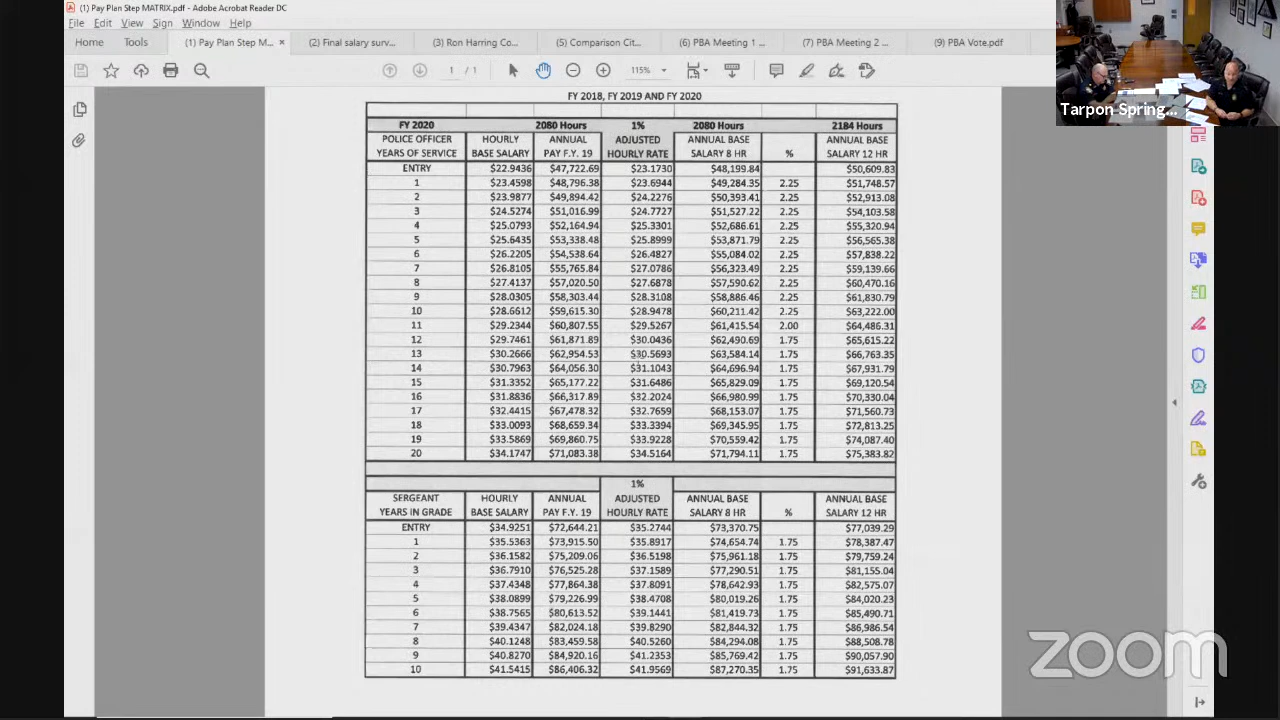 (1) Pay Plan Step MATRIX.pdf - Adobe Acrobat Reader DC
File Edit View Sign Window Help
Home Tools (1) Pay Plan Step M... × (2) Final salary surv... (3) Ron Harring Co... (5) Comparison Cit... (6) PBA Meeting 1 ... (7) PBA Meeting 2 ... (9) PBA Vote.pdf
1 / 1 115%
Tarpon Spring...
FY 2018, FY 2019 AND FY 2020
FY 2020 2080 Hours 1% 2080 Hours 2184 Hours
POLICE OFFICER HOURLY ANNUAL ADJUSTED ANNUAL BASE ANNUAL BASE
YEARS OF SERVICE BASE SALARY PAY F.Y. 19 HOURLY RATE SALARY 8 HR % SALARY 12 HR
ENTRY $22.9436 $47,722.69 $23.1730 $48,199.84 $50,609.83
1 $23.4598 $48,796.38 $23.6944 $49,284.35 2.25 $51,748.57
2 $23.9877 $49,894.42 $24.2276 $50,393.41 2.25 $52,913.08
3 $24.5274 $51,016.99 $24.7727 $51,527.22 2.25 $54,103.58
4 $25.0793 $52,164.94 $25.3301 $52,686.61 2.25 $55,320.94
5 $25.6435 $53,338.48 $25.8999 $53,871.79 2.25 $56,565.38
6 $26.2205 $54,538.64 $26.4827 $55,084.02 2.25 $57,838.22
7 $26.8105 $55,765.84 $27.0786 $56,323.49 2.25 $59,139.66
8 $27.4137 $57,020.50 $27.6878 $57,590.62 2.25 $60,470.16
9 $28.0305 $58,303.44 $28.3108 $58,886.46 2.25 $61,830.79
10 $28.6612 $59,615.30 $28.9478 $60,211.42 2.25 $63,222.00
11 $29.2344 $60,807.55 $29.5267 $61,415.54 2.00 $64,486.31
12 $29.7461 $61,871.89 $30.0436 $62,490.69 1.75 $65,615.22
13 $30.2666 $62,954.53 $30.5693 $63,584.14 1.75 $66,763.35
14 $30.7963 $64,056.30 $31.1043 $64,696.94 1.75 $67,931.79
15 $31.3352 $65,177.22 $31.6486 $65,829.09 1.75 $69,120.54
16 $31.8836 $66,317.89 $32.2024 $66,980.99 1.75 $70,330.04
17 $32.4415 $67,478.32 $32.7659 $68,153.07 1.75 $71,560.73
18 $33.0093 $68,659.34 $33.3394 $69,345.95 1.75 $72,813.25
19 $33.5869 $69,860.75 $33.9228 $70,559.42 1.75 $74,087.40
20 $34.1747 $71,083.38 $34.5164 $71,794.11 1.75 $75,383.82
1%
SERGEANT HOURLY ANNUAL ADJUSTED ANNUAL BASE ANNUAL BASE
YEARS IN GRADE BASE SALARY PAY F.Y. 19 HOURLY RATE SALARY 8 HR % SALARY 12 HR
ENTRY $34.9251 $72,644.21 $35.2744 $73,370.75 $77,039.29
1 $35.5363 $73,915.50 $35.8917 $74,654.74 1.75 $78,387.47
2 $36.1582 $75,209.06 $36.5198 $75,961.18 1.75 $79,759.24
3 $36.7910 $76,525.28 $37.1589 $77,290.51 1.75 $81,155.04
4 $37.4348 $77,864.38 $37.8091 $78,642.93 1.75 $82,575.07
5 $38.0899 $79,226.99 $38.4708 $80,019.26 1.75 $84,020.23
6 $38.7565 $80,613.52 $39.1441 $81,419.73 1.75 $85,490.71
7 $39.4347 $82,024.18 $39.8290 $82,844.32 1.75 $86,986.54
8 $40.1248 $83,459.58 $40.5260 $84,294.08 1.75 $88,508.78
9 $40.8270 $84,920.16 $41.2353 $85,769.42 1.75 $90,057.90
10 $41.5415 $86,406.32 $41.9569 $87,270.35 1.75 $91,633.87
zoom